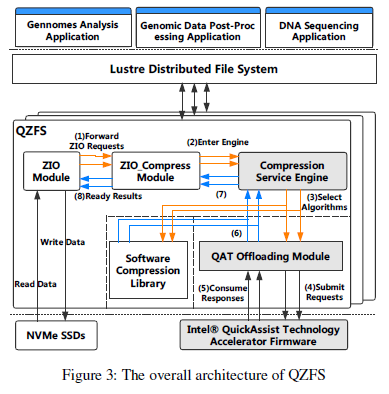 Gennomes Analysis
Application
Genomic Data Post-Proc
essing Application
DNA Sequencing
Application
Lustre Distributed File System
QZFS
(1)Forward
ZIO Requests
(2)Enter Engine
ZIO
Module
ZIO_Compress
Module
Compression
Service Engine
(8)Ready Results
(7)
(3)Select
Algorithms
Write Data
(6)
Software
Compression
Library
QAT Offloading Module
Read Data
(5)Consume
Responses
(4)Submit
Requests
NVMe SSDs
Intel® QuickAssist Technology
Accelerator Firmware
Figure 3: The overall architecture of QZFS